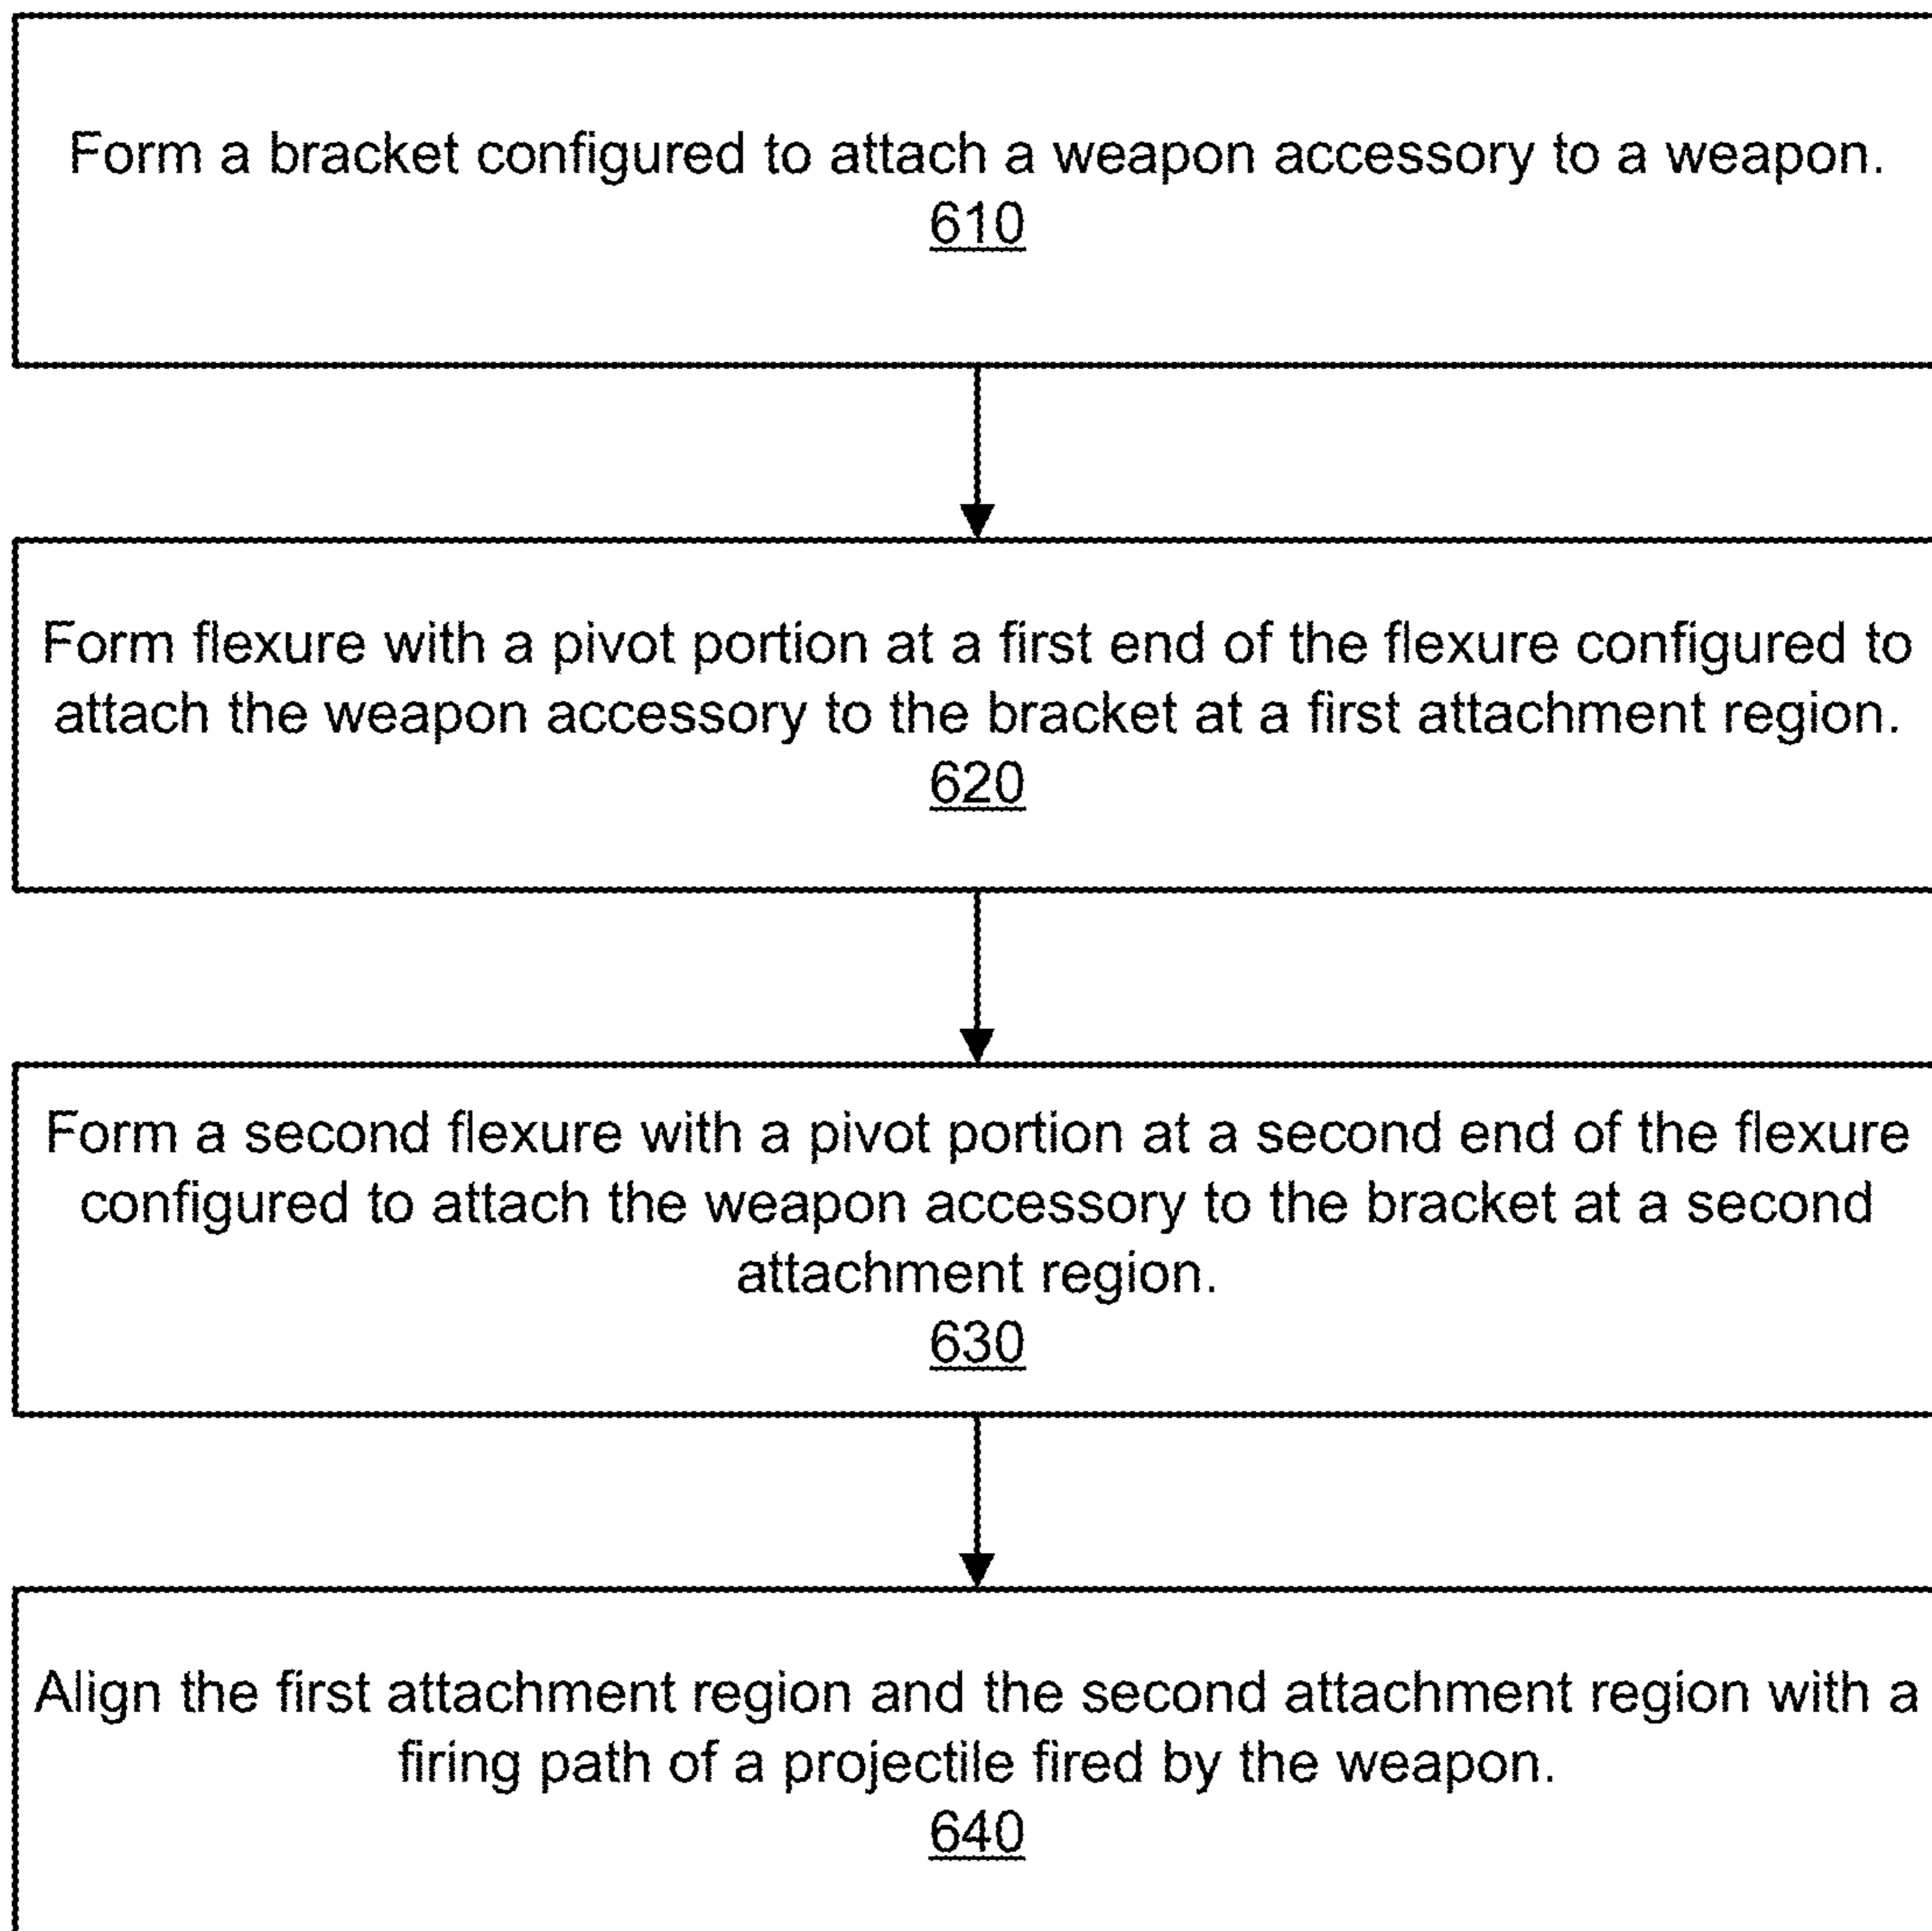 Form a bracket configured to attach a weapon accessory to a weapon.
610
Form flexure with a pivot portion at a first end of the flexure configured to
attach the weapon accessory to the bracket at a first attachment region.
620
Form a second flexure with a pivot portion at a second end of the flexure
configured to attach the weapon accessory to the bracket at a second
attachment region.
630
Align the first attachment region and the second attachment region with a
firing path of a projectile fired by the weapon.
640